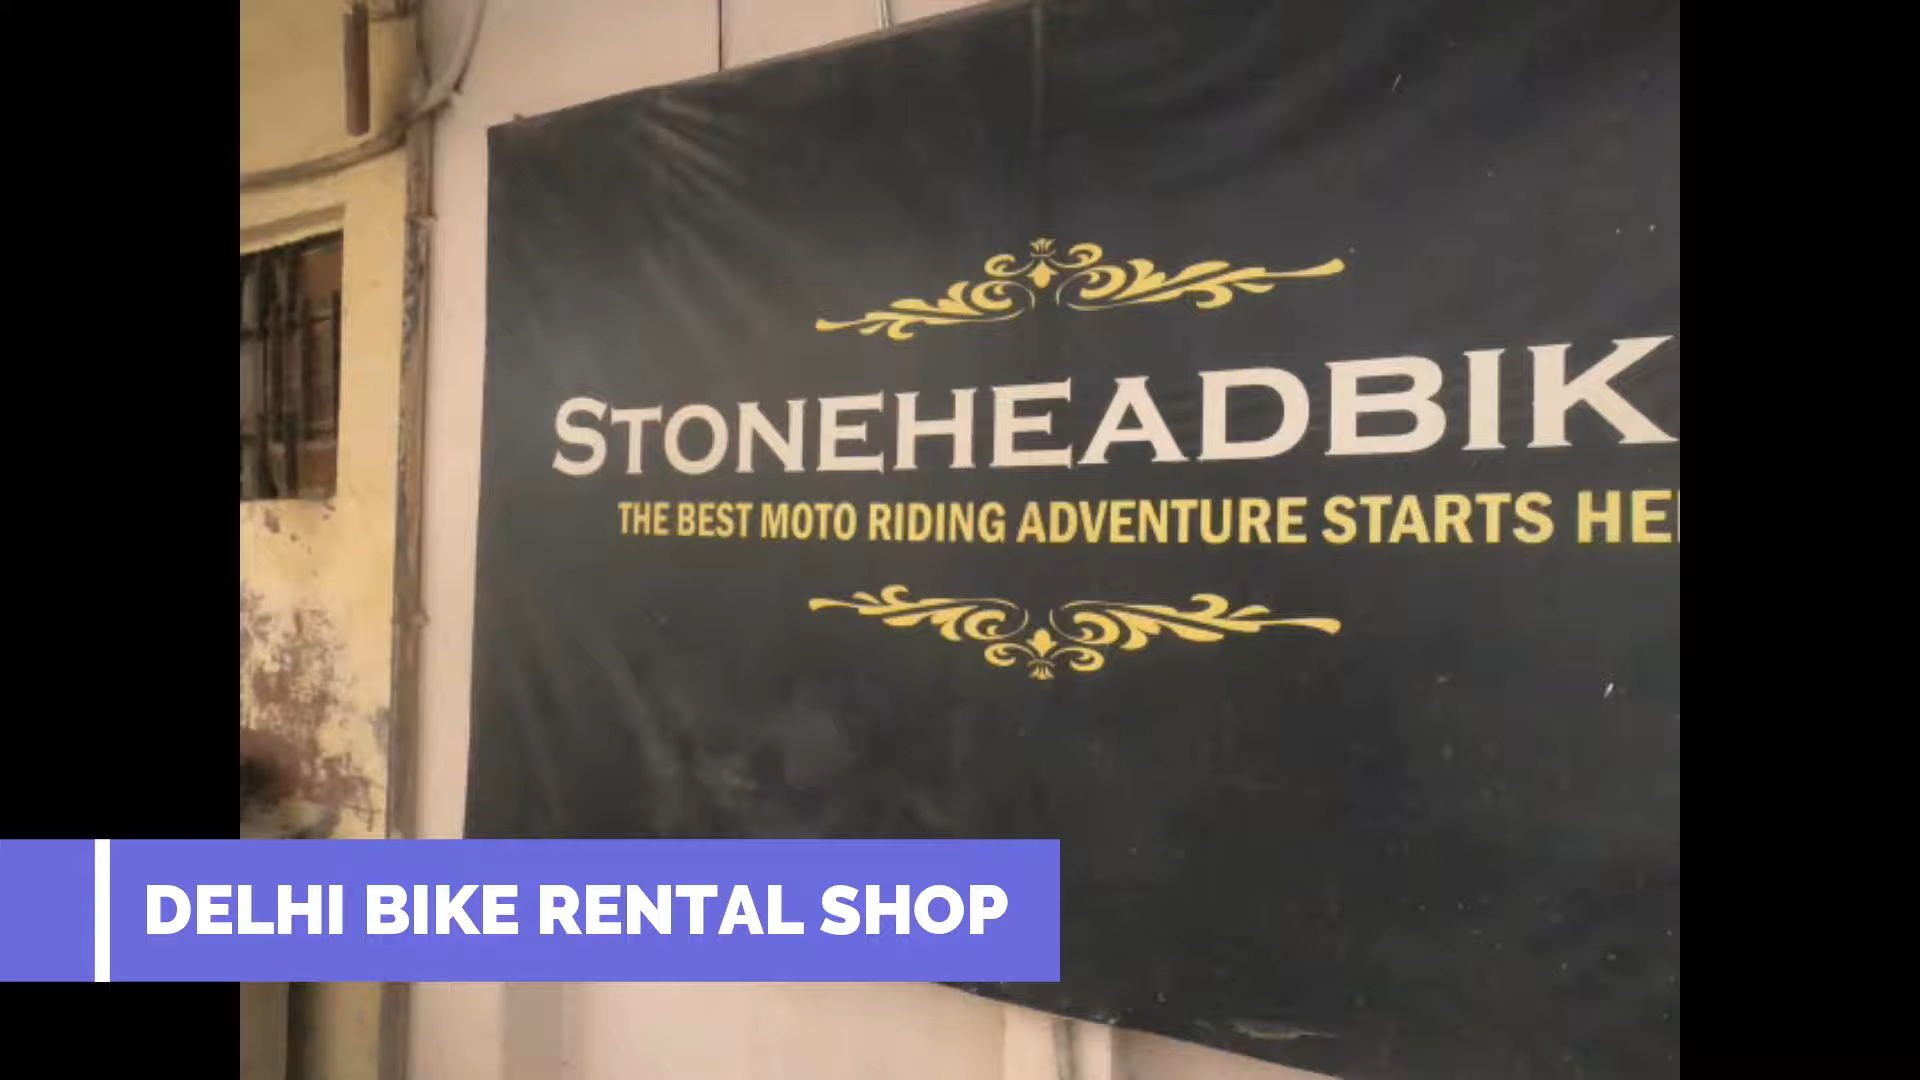 STONEHEADBIK
THE BEST MOTO RIDING ADVENTURE STARTS HE
DELHI BIKE RENTAL SHOP